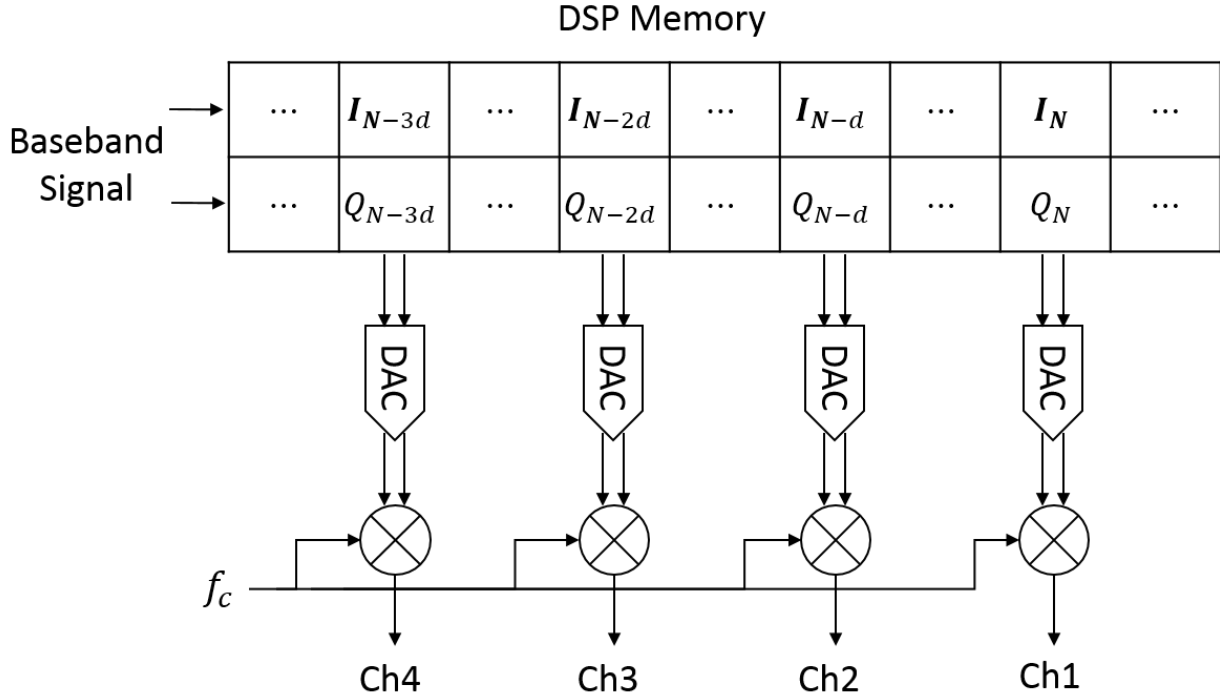 DSP Memory
Baseband
Signal
... I_{N-3d} ... I_{N-2d} ... I_{N-d} ... I_N ...
... Q_{N-3d} ... Q_{N-2d} ... Q_{N-d} ... Q_N ...
DAC DAC DAC DAC
f_c
Ch4 Ch3 Ch2 Ch1